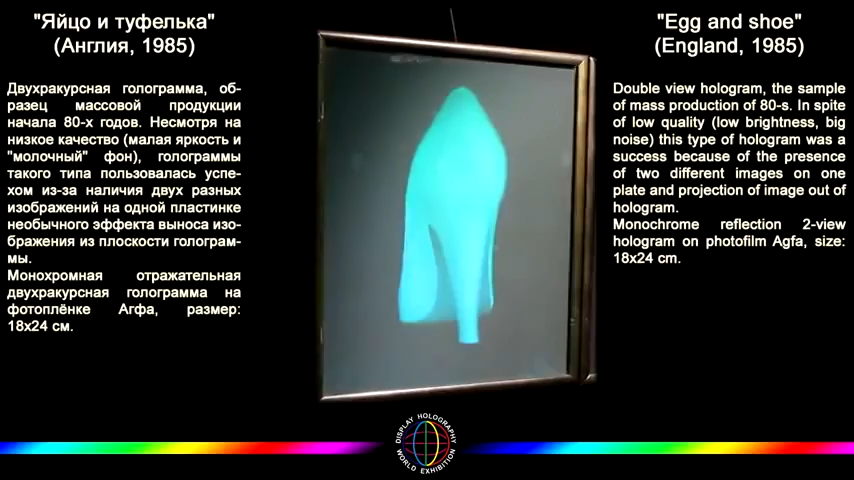 "Яйцо и туфелька"
(Англия, 1985)
Двухракурсная голограмма, об-
разец массовой продукции
начала 80-х годов. Несмотря на
низкое качество (малая яркость и
"молочный" фон), голограммы
такого типа пользовалась успе-
хом из-за наличия двух разных
изображений на одной пластинке
необычного эффекта выноса изо-
бражения из плоскости голограм-
мы.
Монохромная отражательная
двухракурсная голограмма на
фотоплёнке Агфа, размер:
18x24 см.
"Egg and shoe"
(England, 1985)
Double view hologram, the sample
of mass production of 80-s. In spite
of low quality (low brightness, big
noise) this type of hologram was a
success because of the presence
of two different images on one
plate and projection of image out of
hologram.
Monochrome reflection 2-view
hologram on photofilm Agfa, size:
18x24 cm.
DISPLAY HOLOGRAPHY
WORLD EXHIBITION